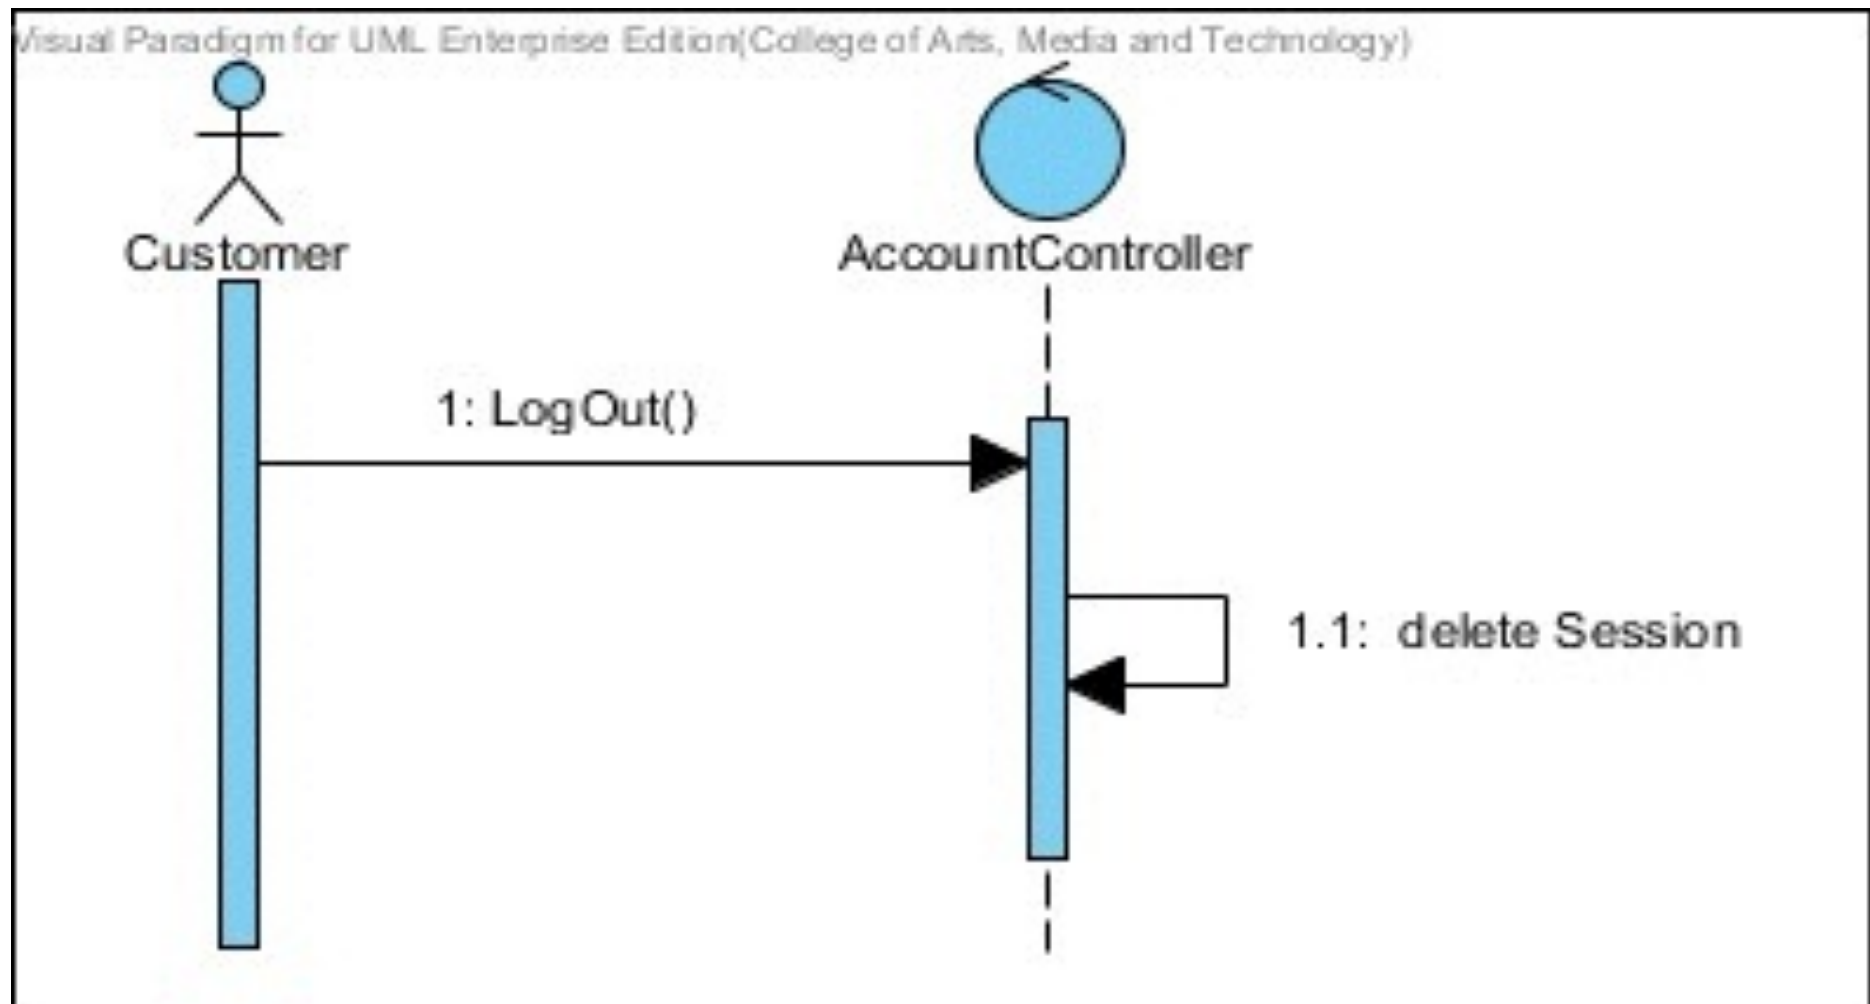 Visual Paradigm for UML Enterprise Edition(College of Arts, Media and Technology)
Customer
AccountController
1: LogOut()
1.1: delete Session